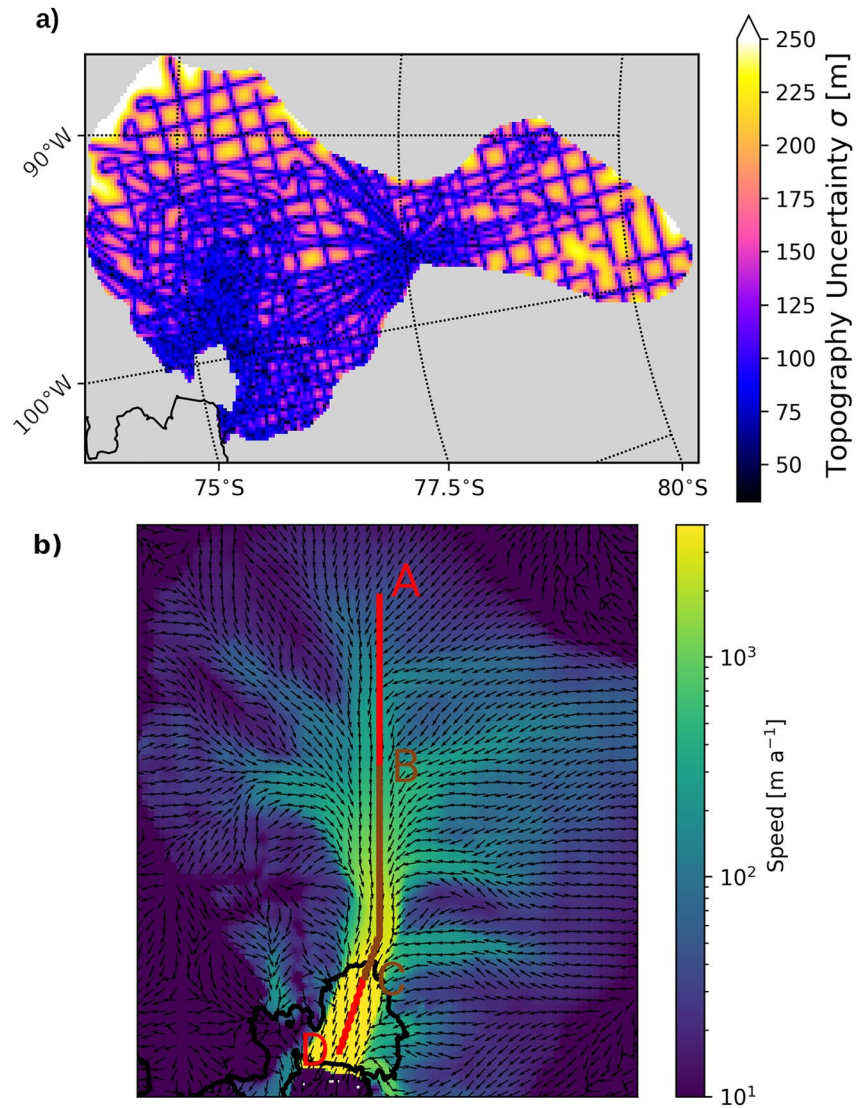 a)
90°W
100°W
75°S
77.5°S
80°S
250
225
200
175
150
125
100
75
50
Topography Uncertainty σ [m]
b)
A
B
C
D
10³
10²
10¹
Speed [m a⁻¹]